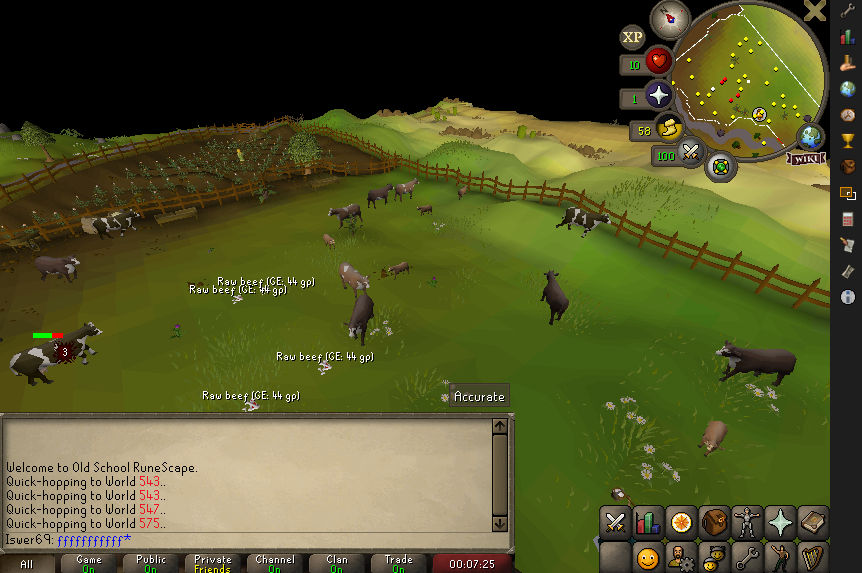 XP
10
1
58
100
WIKI
Raw beef (GE: 44 gp)
Raw beef (GE: 44 gp)
3
Raw beef (GE: 44 gp)
Raw beef (GE: 44 gp)
Accurate
Welcome to Old School RuneScape.
Quick-hopping to World 543..
Quick-hopping to World 543..
Quick-hopping to World 547..
Quick-hopping to World 575..
Iswer69: fffffffffff*
All
Game
On
Public
On
Private
Friends
Channel
On
Clan
On
Trade
On
00:07:25